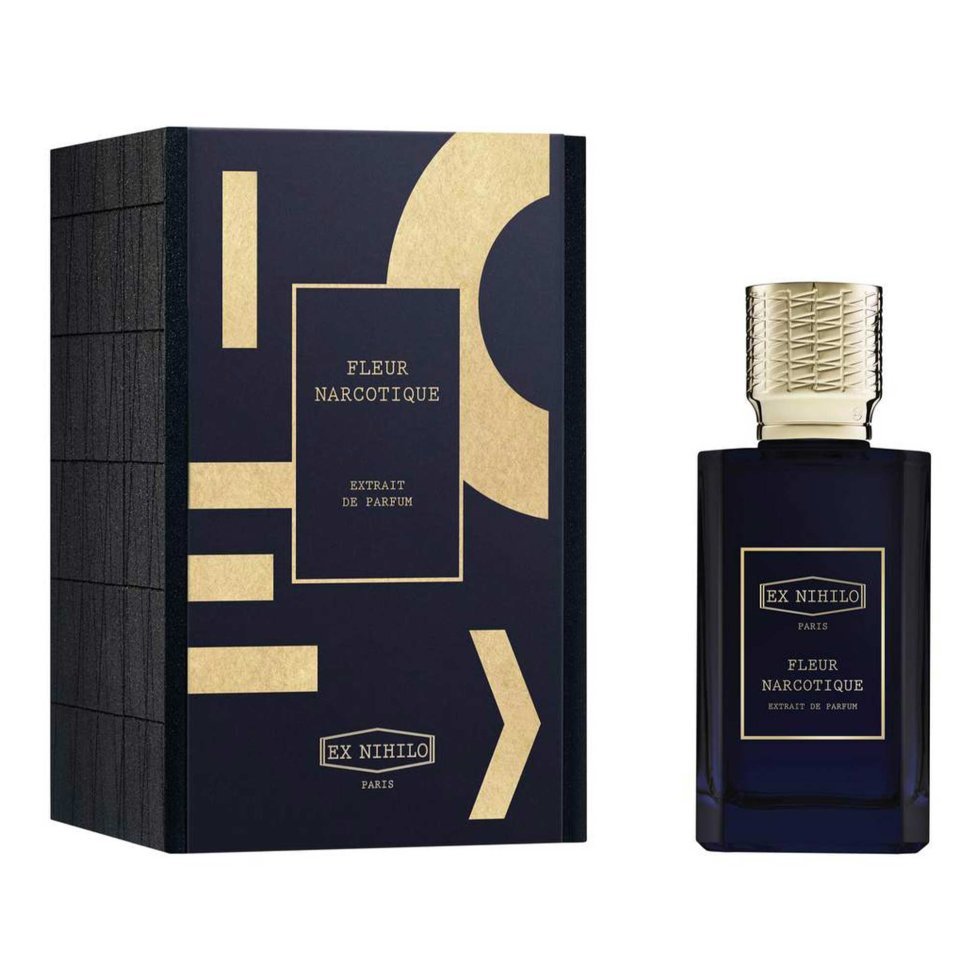 FLEUR
NARCOTIQUE
EXTRAIT
DE PARFUM
EX NIHILO
PARIS
EX NIHILO
PARIS
FLEUR
NARCOTIQUE
EXTRAIT DE PARFUM